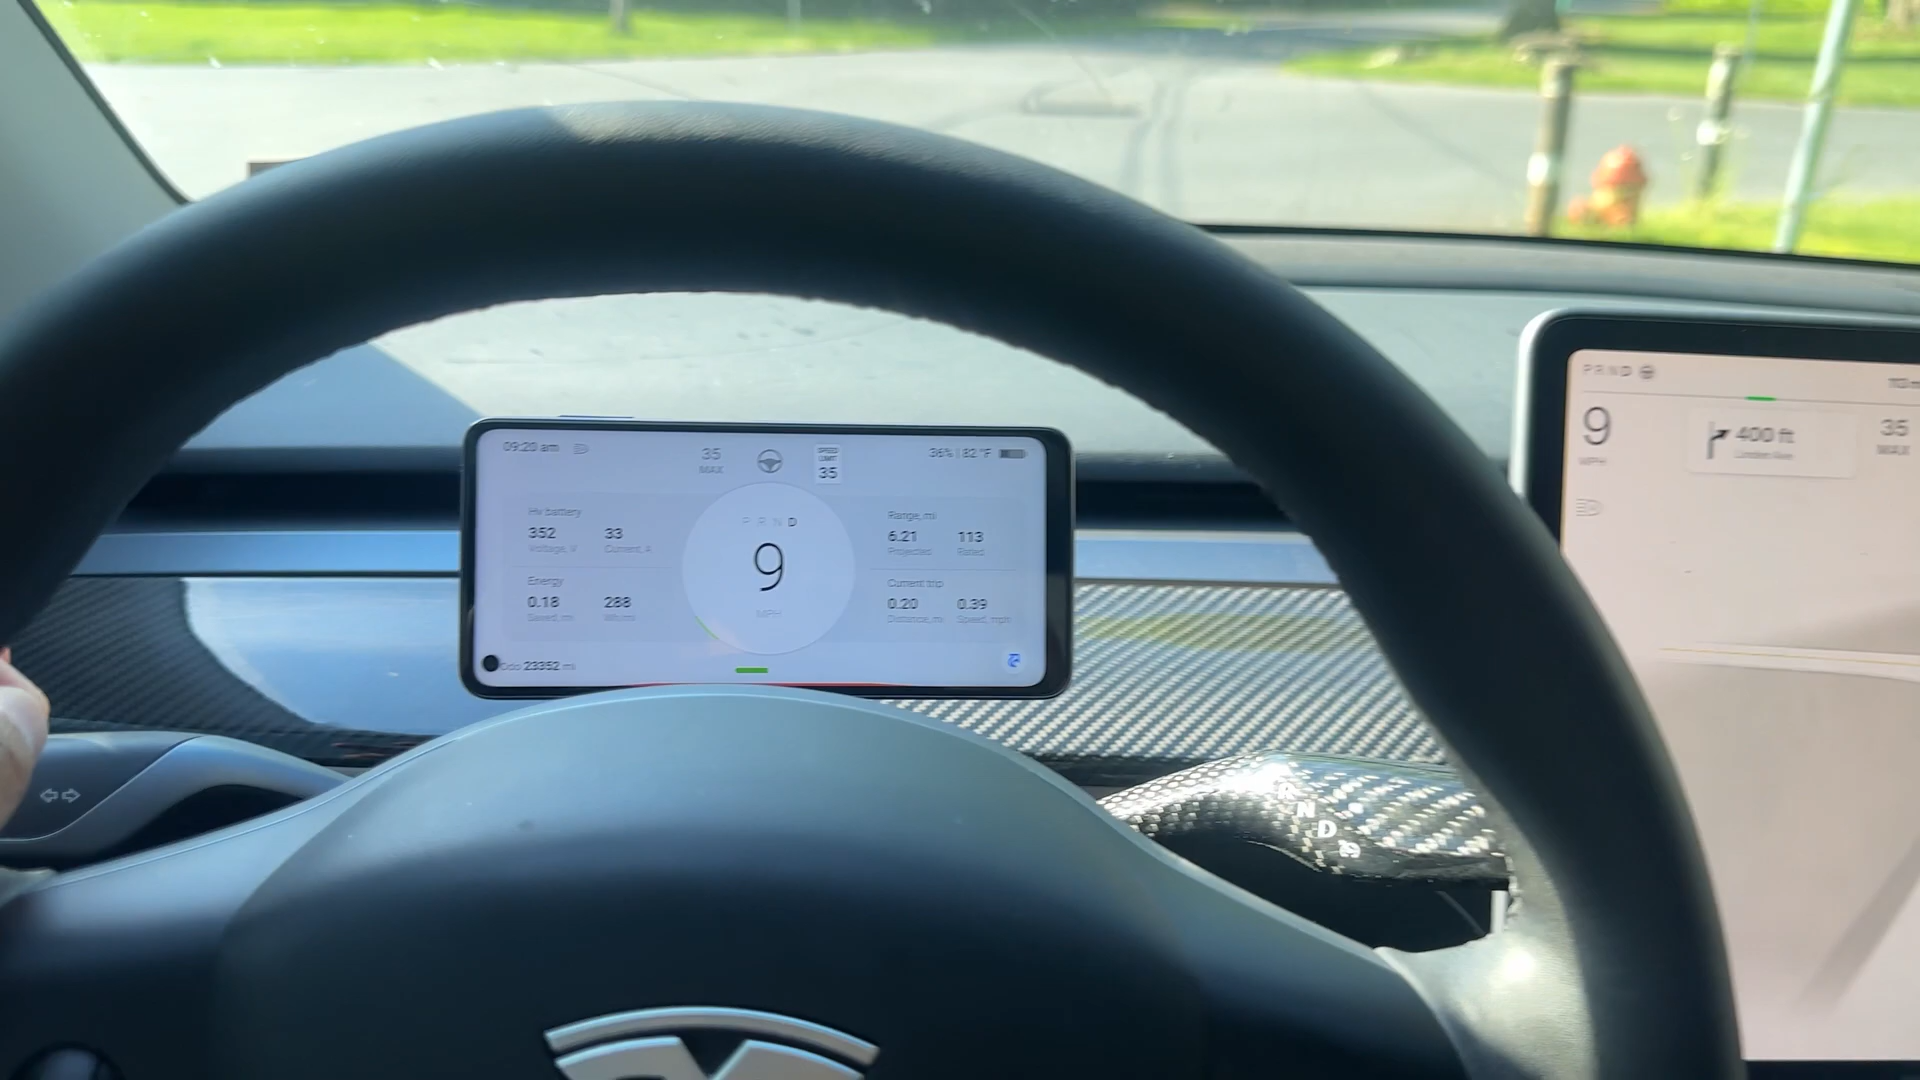 09:20 am
35
MAX
SPEED
LIMIT
35
36% | 82 °F
Hv battery
352
33
Voltage, V
Current, A
Energy
0.18
288
Saved, mi
Wh/mi
P R N D
9
MPH
Range, mi
6.21
113
Projected
Rated
Current trip
0.20
0.39
Distance, mi
Speed, mph
Odo 23352 mi
P R N D
9
MPH
400 ft
35
MAX
R
N
D